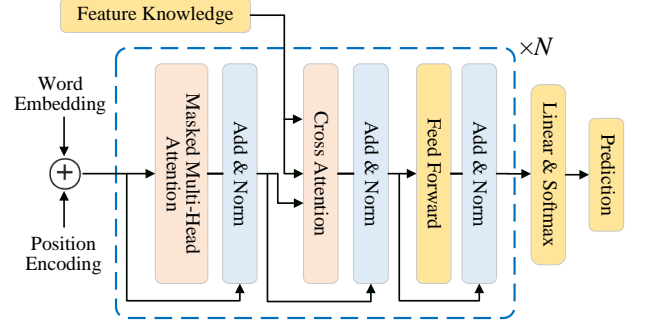 Feature Knowledge
×N
Word
Embedding
+
Position
Encoding
Masked Multi-Head
Attention
Add & Norm
Cross Attention
Add & Norm
Feed Forward
Add & Norm
Linear & Softmax
Prediction